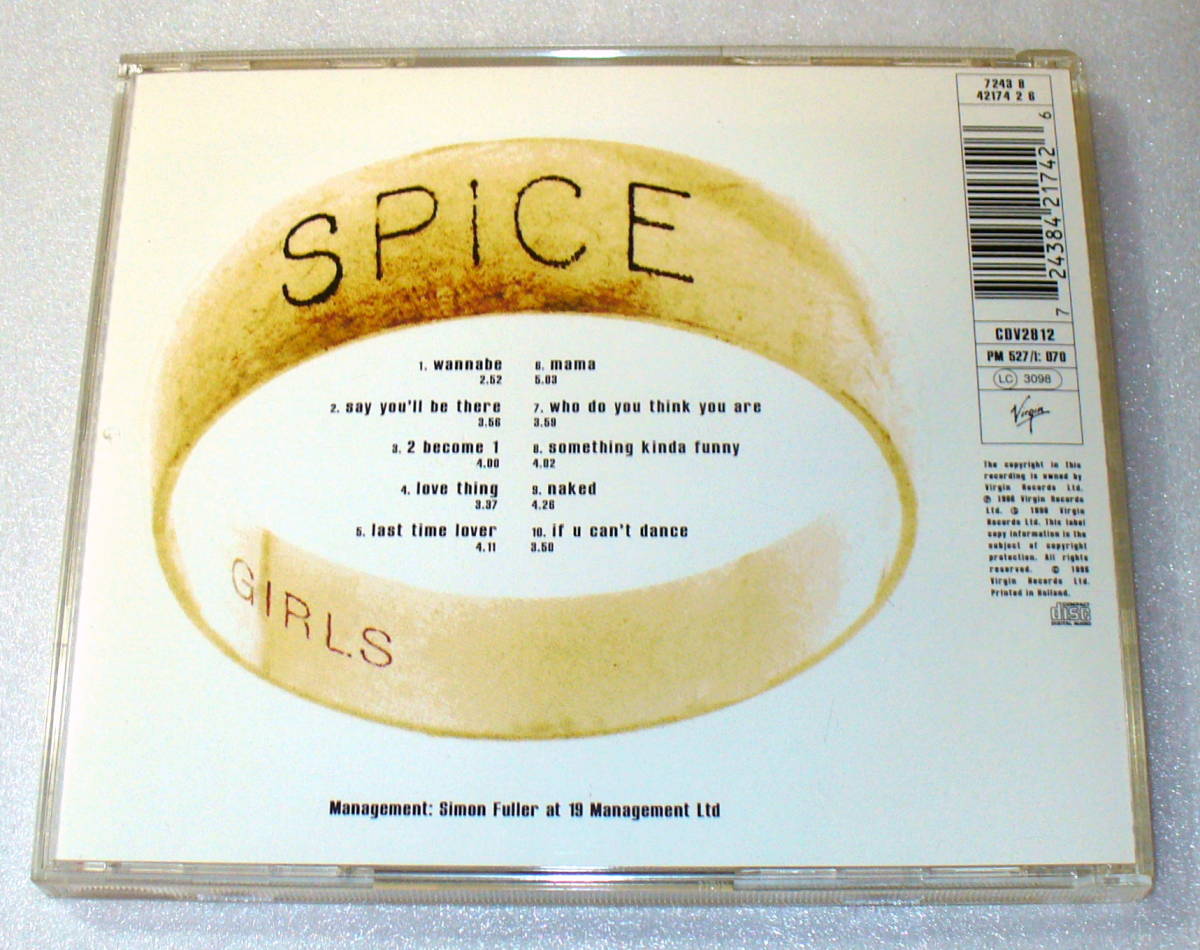 SPiCE
1. wannabe
2.52
2. say you'll be there
3.56
3. 2 become 1
4.00
4. love thing
3.37
5. last time lover
4.11
6. mama
5.03
7. who do you think you are
3.59
8. something kinda funny
4.02
9. naked
4.26
10. if u can't dance
3.50
GIRLS
Management: Simon Fuller at 19 Management Ltd
7243 8
42174 2 6
7 24384 21742 6
CDV2812
PM 527/I: 070
LC 3098
Virgin
The copyright in this
recording is owned by
Virgin Records Ltd.
℗ 1996 Virgin Records
Ltd. © 1996 Virgin
Records Ltd. This label
copy information is the
subject of copyright
protection. All rights
reserved. © 1996
Virgin Records Ltd.
Printed in Holland.
COMPACT
disc
DIGITAL AUDIO